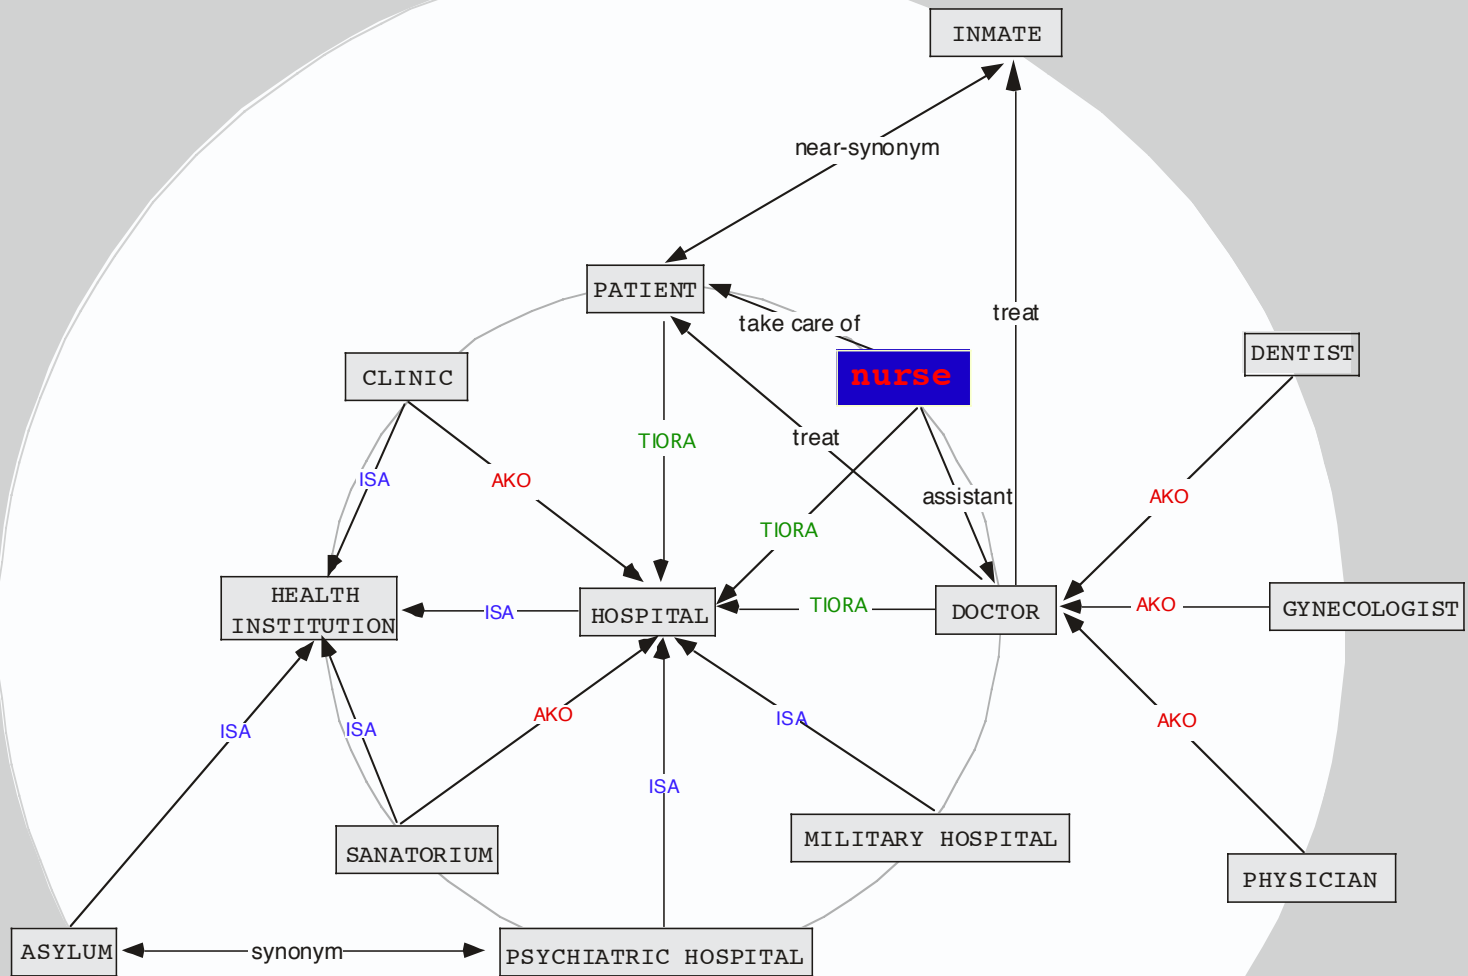 INMATE
near-synonym
PATIENT
take care of
treat
DENTIST
CLINIC
nurse
TIORA
treat
ISA
AKO
assistant
AKO
TIORA
HEALTH
INSTITUTION
ISA
HOSPITAL
TIORA
DOCTOR
AKO
GYNECOLOGIST
ISA
ISA
AKO
ISA
AKO
ISA
SANATORIUM
MILITARY HOSPITAL
PHYSICIAN
ASYLUM
synonym
PSYCHIATRIC HOSPITAL